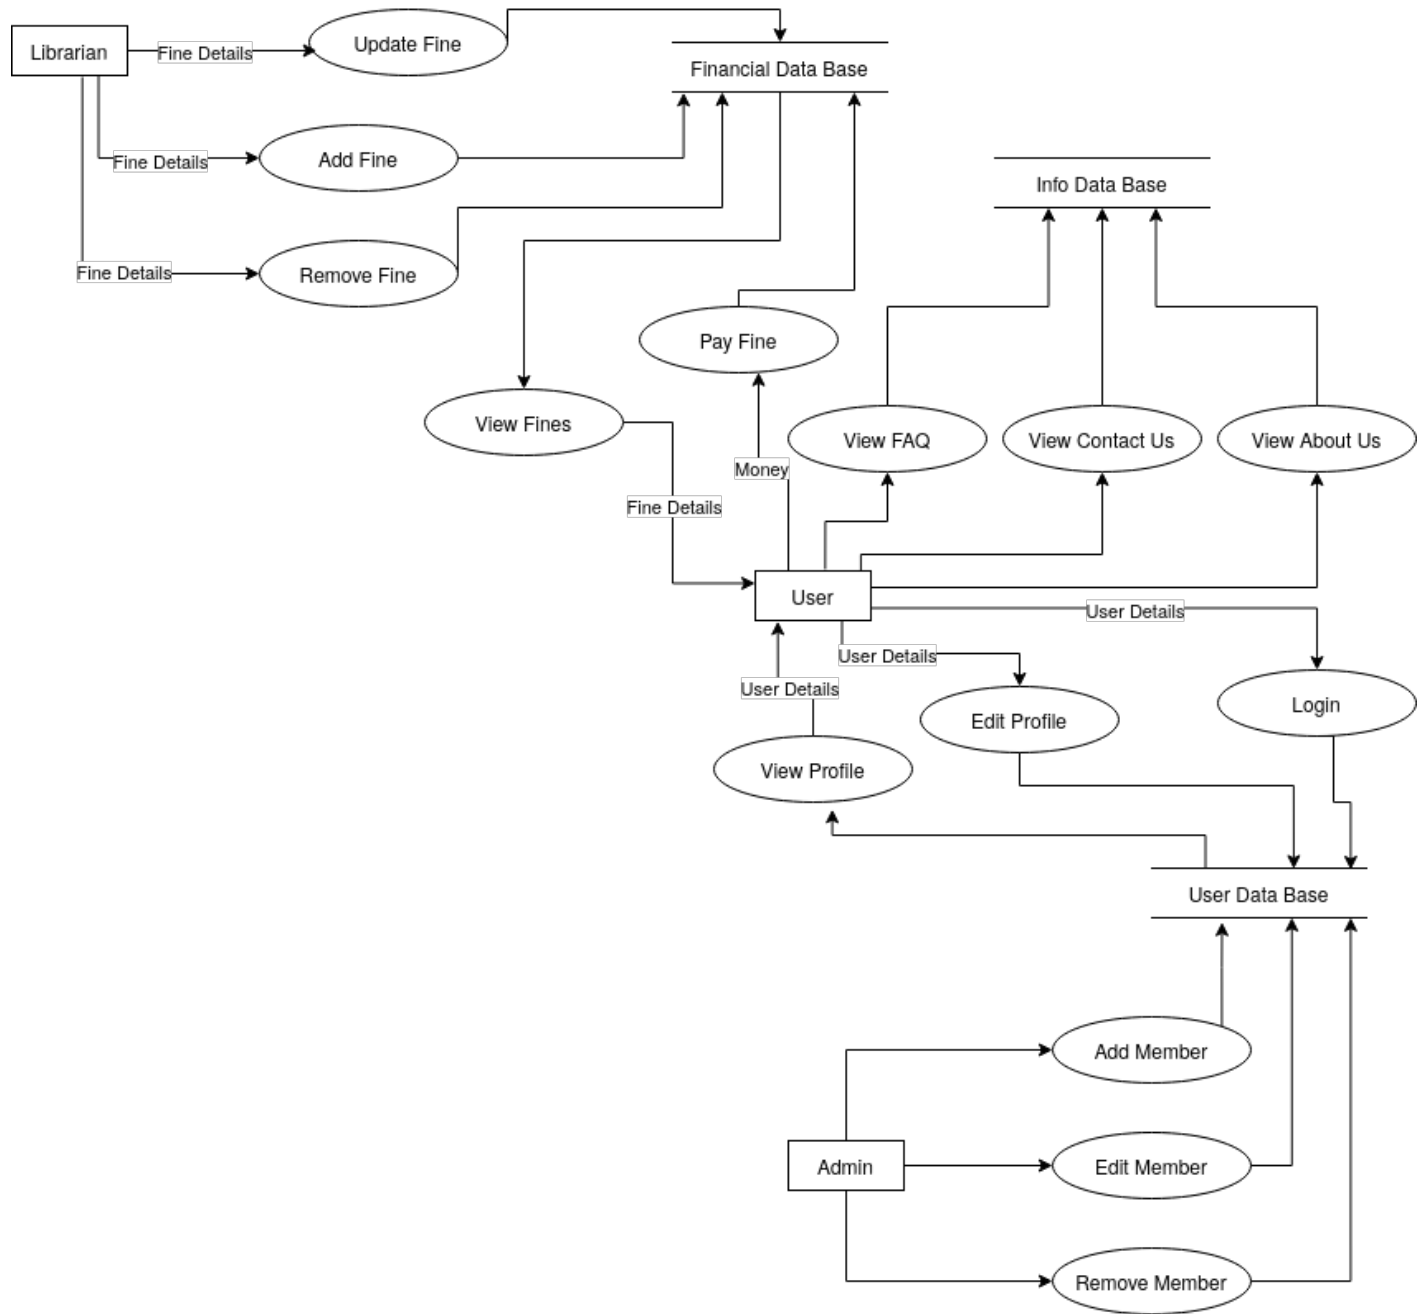 Librarian
Fine Details
Update Fine
Financial Data Base
Fine Details
Add Fine
Info Data Base
Fine Details
Remove Fine
Pay Fine
View Fines
View FAQ
View Contact Us
View About Us
Money
Fine Details
User
User Details
User Details
User Details
Edit Profile
Login
View Profile
User Data Base
Add Member
Admin
Edit Member
Remove Member